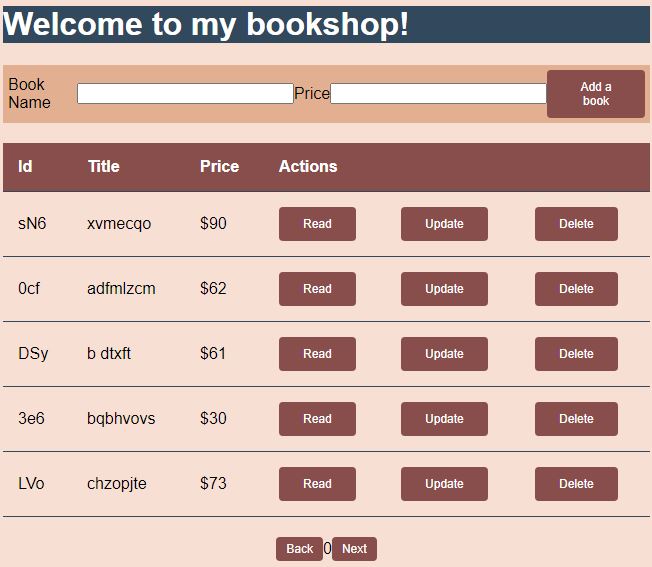 Welcome to my bookshop!
Book Name Price Add a book
Id Title Price Actions
sN6 xvmecqo $90 Read Update Delete
0cf adfmlzcm $62 Read Update Delete
DSy b dtxft $61 Read Update Delete
3e6 bqbhvovs $30 Read Update Delete
LVo chzopjte $73 Read Update Delete
Back 0 Next